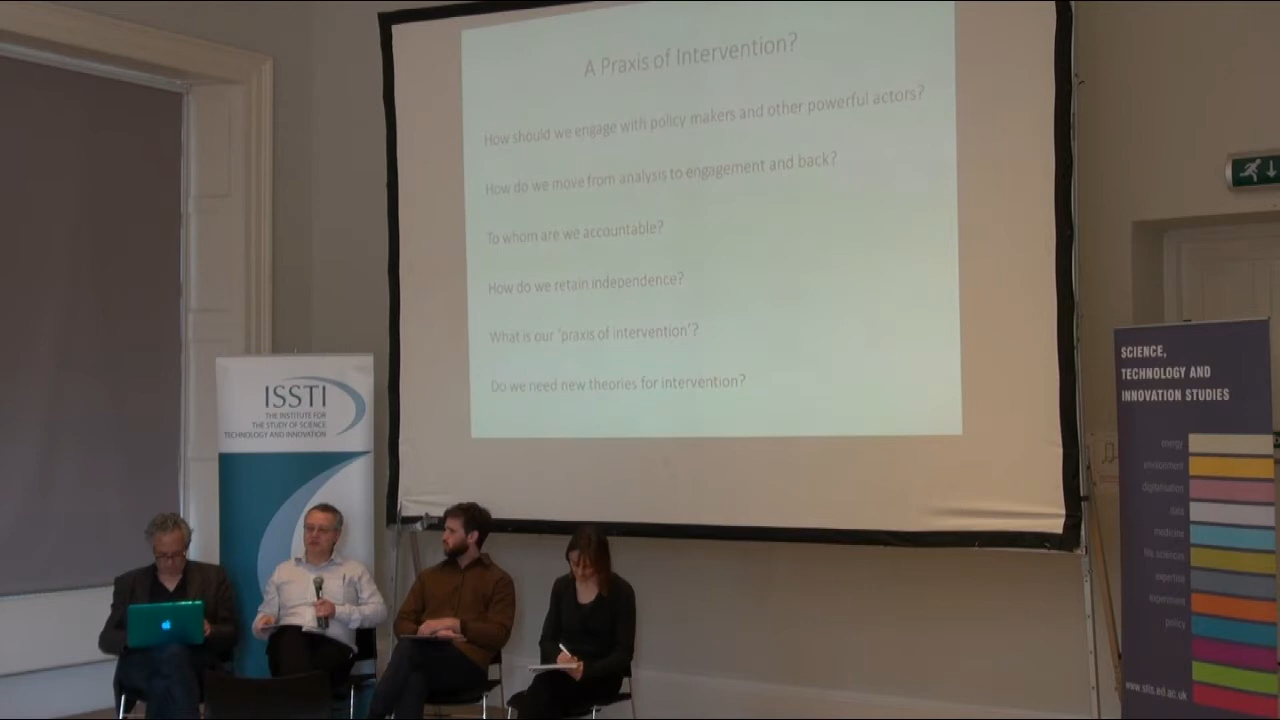 A Praxis of Intervention?
How should we engage with policy makers and other powerful actors?
How do we move from analysis to engagement and back?
To whom are we accountable?
How do we retain independence?
What is our 'praxis of intervention'?
Do we need new theories for intervention?
ISSTI
THE INSTITUTE FOR
THE STUDY OF SCIENCE
TECHNOLOGY AND INNOVATION
SCIENCE,
TECHNOLOGY AND
INNOVATION STUDIES
energy
environment
digitalisation
data
medicine
life sciences
expertise
experiment
policy
www.stis.ed.ac.uk